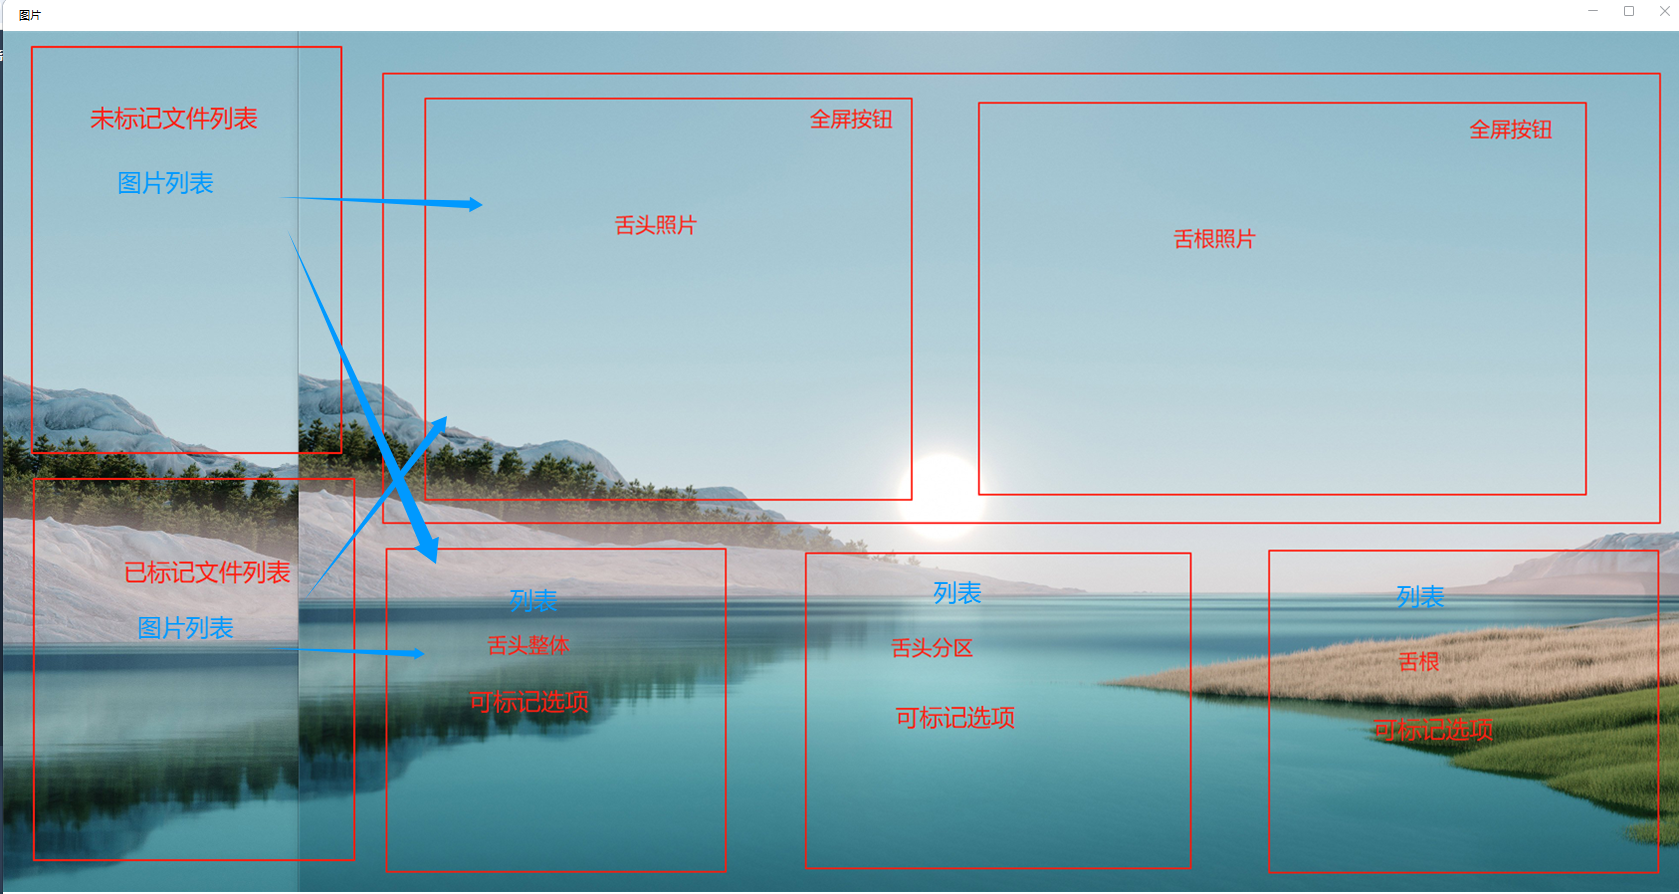 图片
未标记文件列表
图片列表
全屏按钮
舌头照片
全屏按钮
舌根照片
已标记文件列表
图片列表
列表
舌头整体
可标记选项
列表
舌头分区
可标记选项
列表
舌根
可标记选项